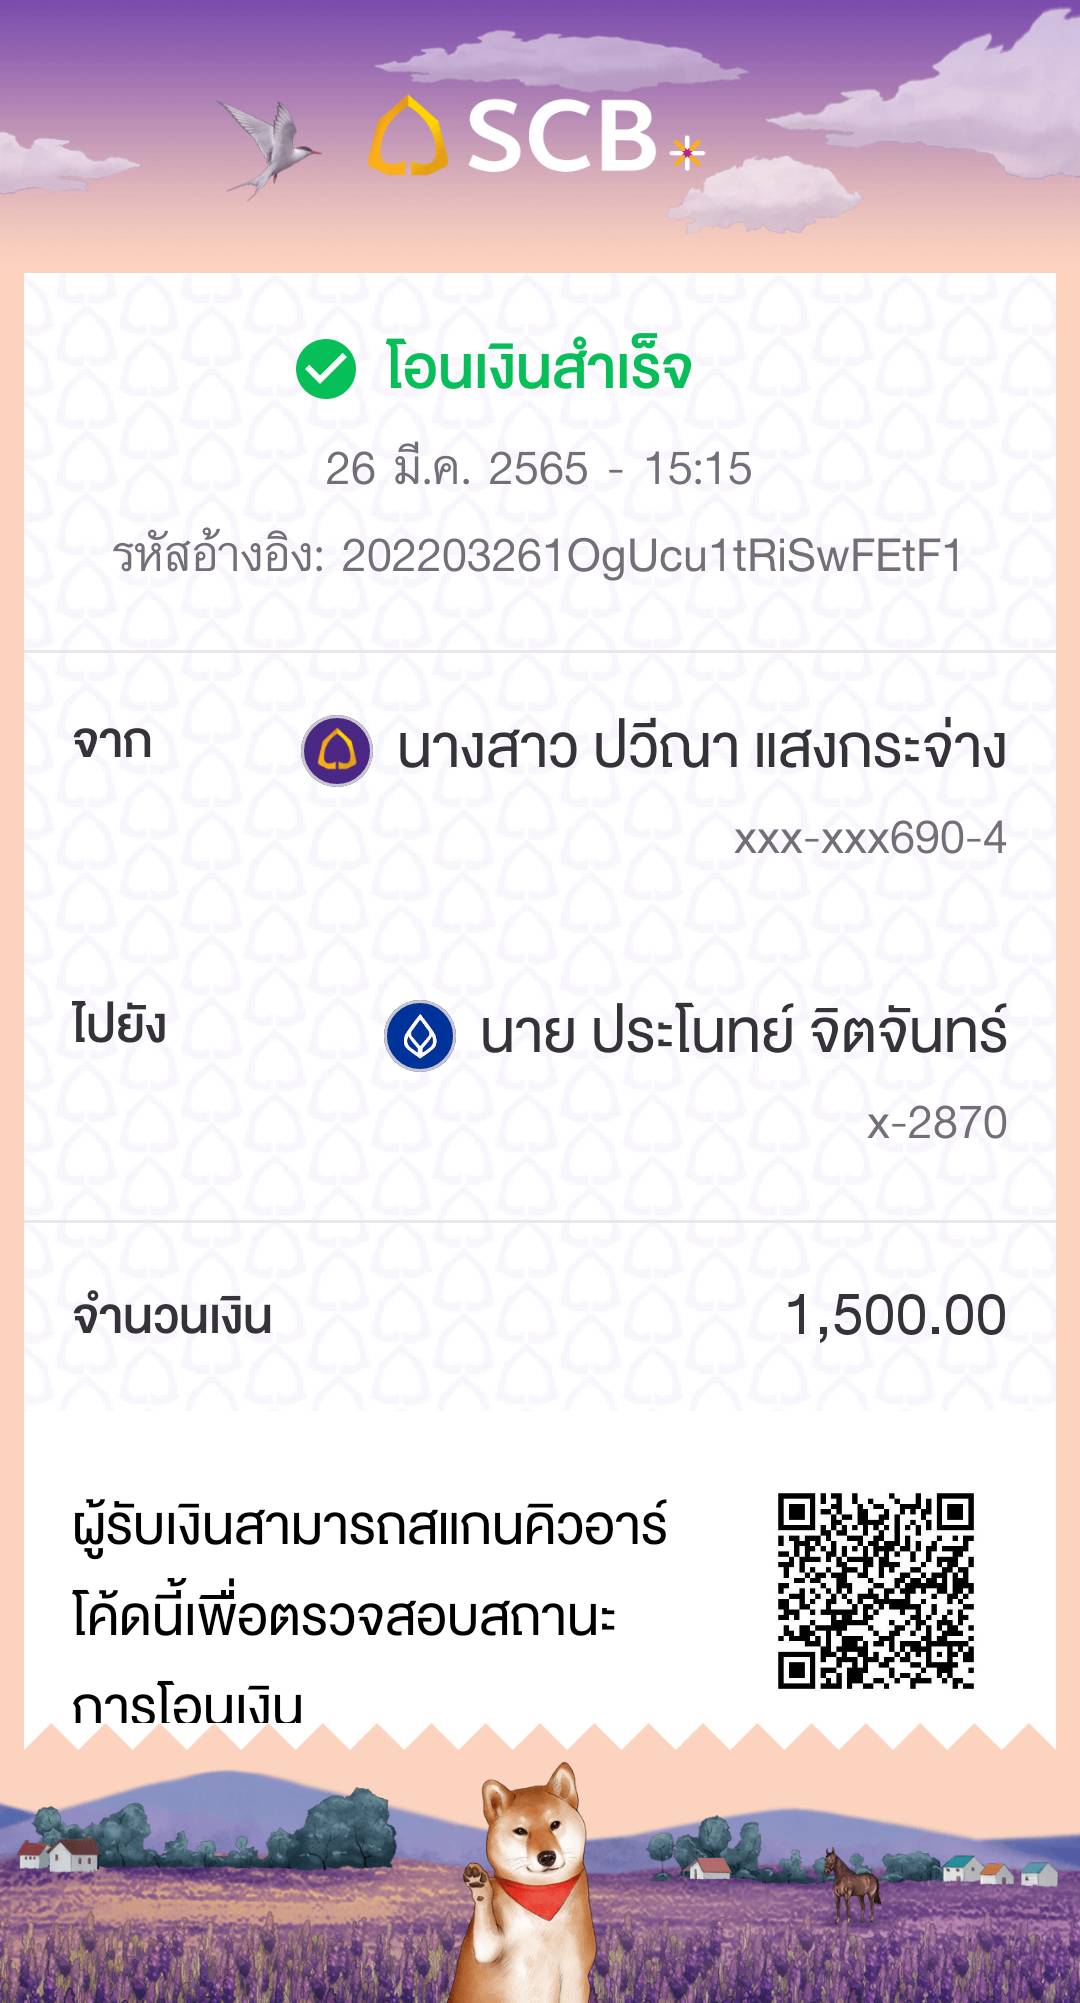 SCB
โอนเงินสำเร็จ
26 มี.ค. 2565 - 15:15
รหัสอ้างอิง: 202203261OgUcu1tRiSwFEtF1
จาก นางสาว ปวีณา แสงกระจ่าง
xxx-xxx690-4
ไปยัง นาย ประโนทย์ จิตจันทร์
x-2870
จำนวนเงิน 1,500.00
ผู้รับเงินสามารถสแกนคิวอาร์
โค้ดนี้เพื่อตรวจสอบสถานะ
การโอนเงิน